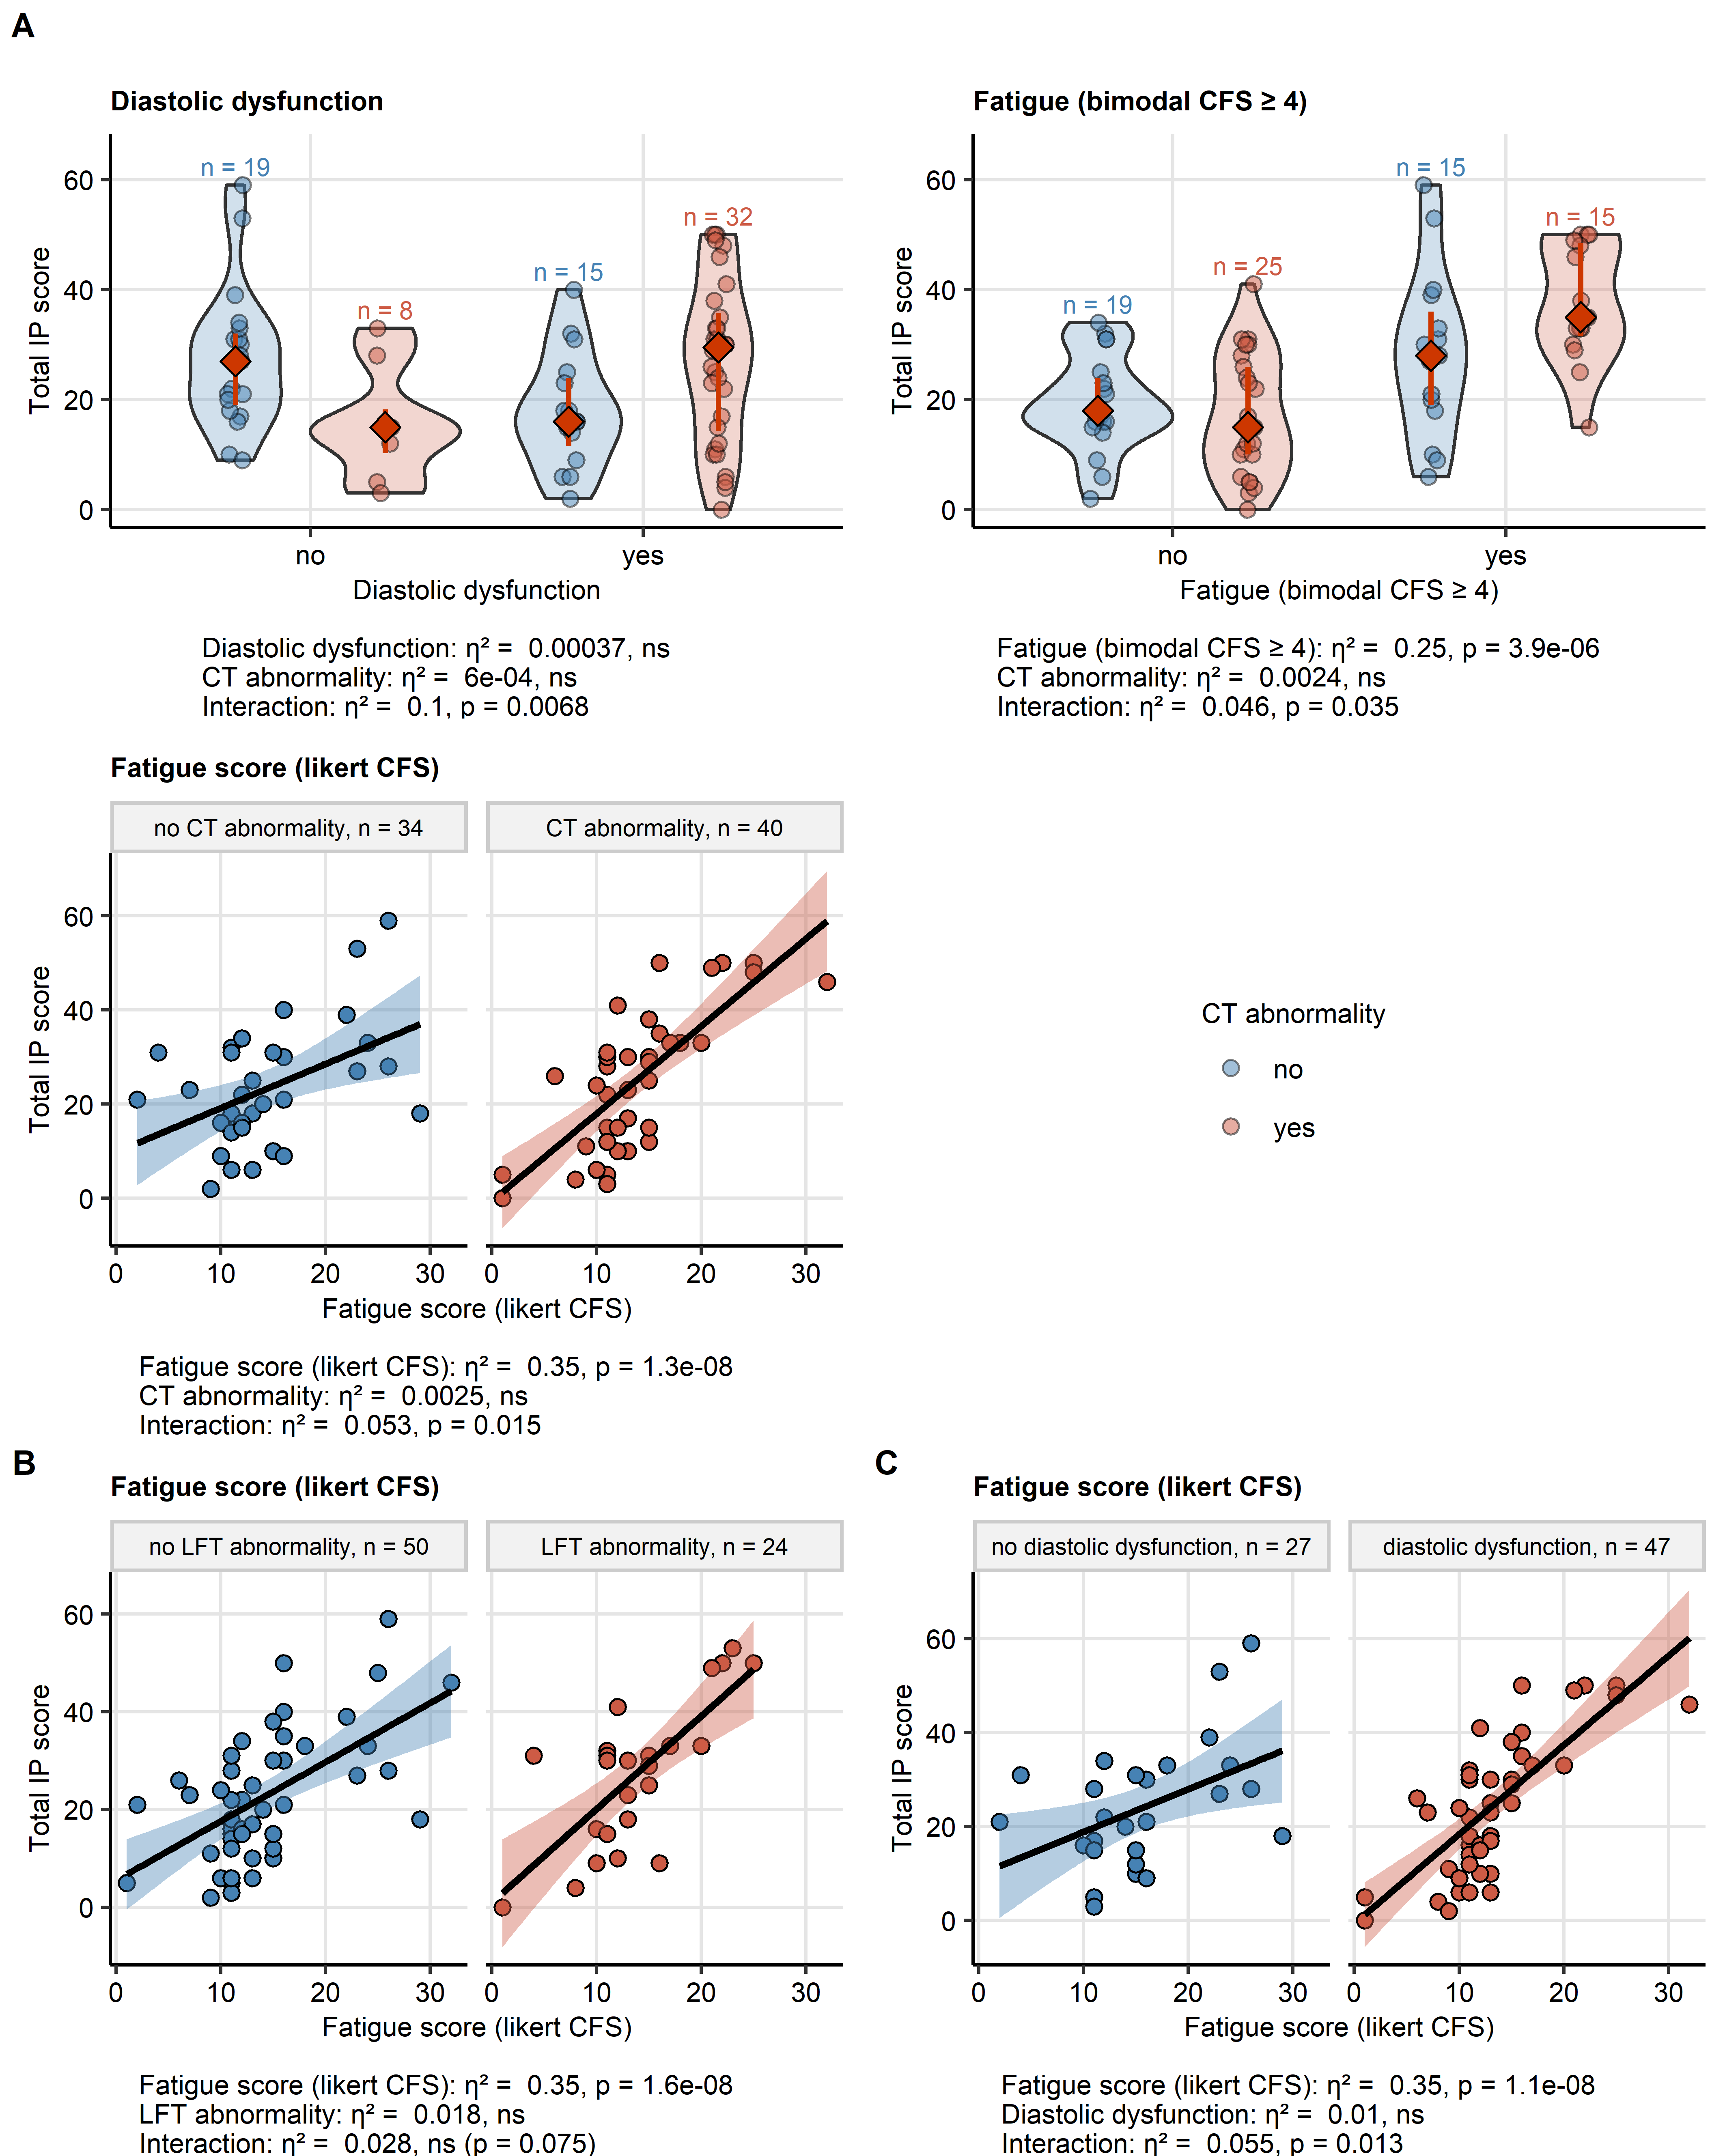 A
Diastolic dysfunction
Total IP score
60
40
20
0
n = 19
n = 8
n = 15
n = 32
no
yes
Diastolic dysfunction
Diastolic dysfunction: η² =  0.00037, ns
CT abnormality: η² =  6e-04, ns
Interaction: η² =  0.1, p = 0.0068
Fatigue (bimodal CFS ≥ 4)
Total IP score
60
40
20
0
n = 19
n = 25
n = 15
n = 15
no
yes
Fatigue (bimodal CFS ≥ 4)
Fatigue (bimodal CFS ≥ 4): η² =  0.25, p = 3.9e-06
CT abnormality: η² =  0.0024, ns
Interaction: η² =  0.046, p = 0.035
Fatigue score (likert CFS)
no CT abnormality, n = 34
CT abnormality, n = 40
Total IP score
60
40
20
0
0 10 20 30
0 10 20 30
Fatigue score (likert CFS)
Fatigue score (likert CFS): η² =  0.35, p = 1.3e-08
CT abnormality: η² =  0.0025, ns
Interaction: η² =  0.053, p = 0.015
CT abnormality
no
yes
B
Fatigue score (likert CFS)
no LFT abnormality, n = 50
LFT abnormality, n = 24
Total IP score
60
40
20
0
0 10 20 30
0 10 20 30
Fatigue score (likert CFS)
Fatigue score (likert CFS): η² =  0.35, p = 1.6e-08
LFT abnormality: η² =  0.018, ns
Interaction: η² =  0.028, ns (p = 0.075)
C
Fatigue score (likert CFS)
no diastolic dysfunction, n = 27
diastolic dysfunction, n = 47
Total IP score
60
40
20
0
0 10 20 30
0 10 20 30
Fatigue score (likert CFS)
Fatigue score (likert CFS): η² =  0.35, p = 1.1e-08
Diastolic dysfunction: η² =  0.01, ns
Interaction: η² =  0.055, p = 0.013